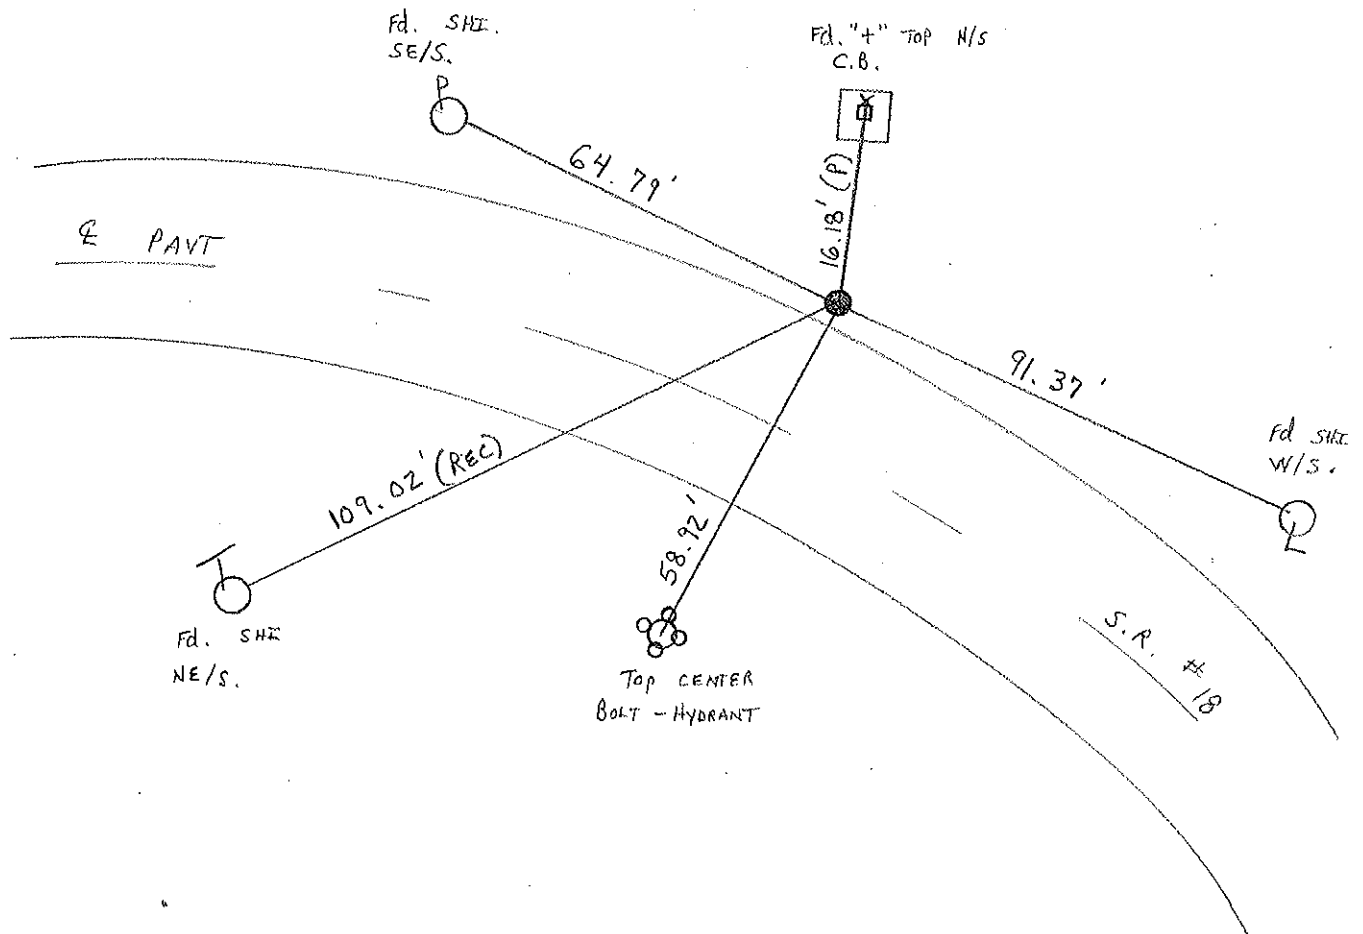 Fd. SHI.
SE/S.
P
Fd. "+" TOP N/S
C.B.
64.79'
16.18' (P)
℄ PAVT
91.37'
Fd SHI
W/S.
L
109.02' (REC)
58.92'
T
Fd. SHI
NE/S.
TOP CENTER
BOLT - HYDRANT
S.R. # 18